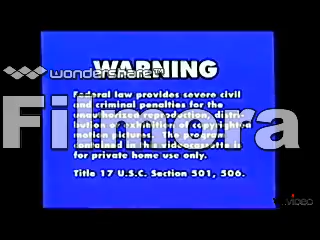 WARNING
wondershare™
Federal law provides severe civil
and criminal penalties for the
unauthorized reproduction, distri-
bution or exhibition of copyrighted
motion pictures. The program
contained in this videocassette is
for private home use only.
Filmora
Title 17 U.S.C. Section 501, 506.
video